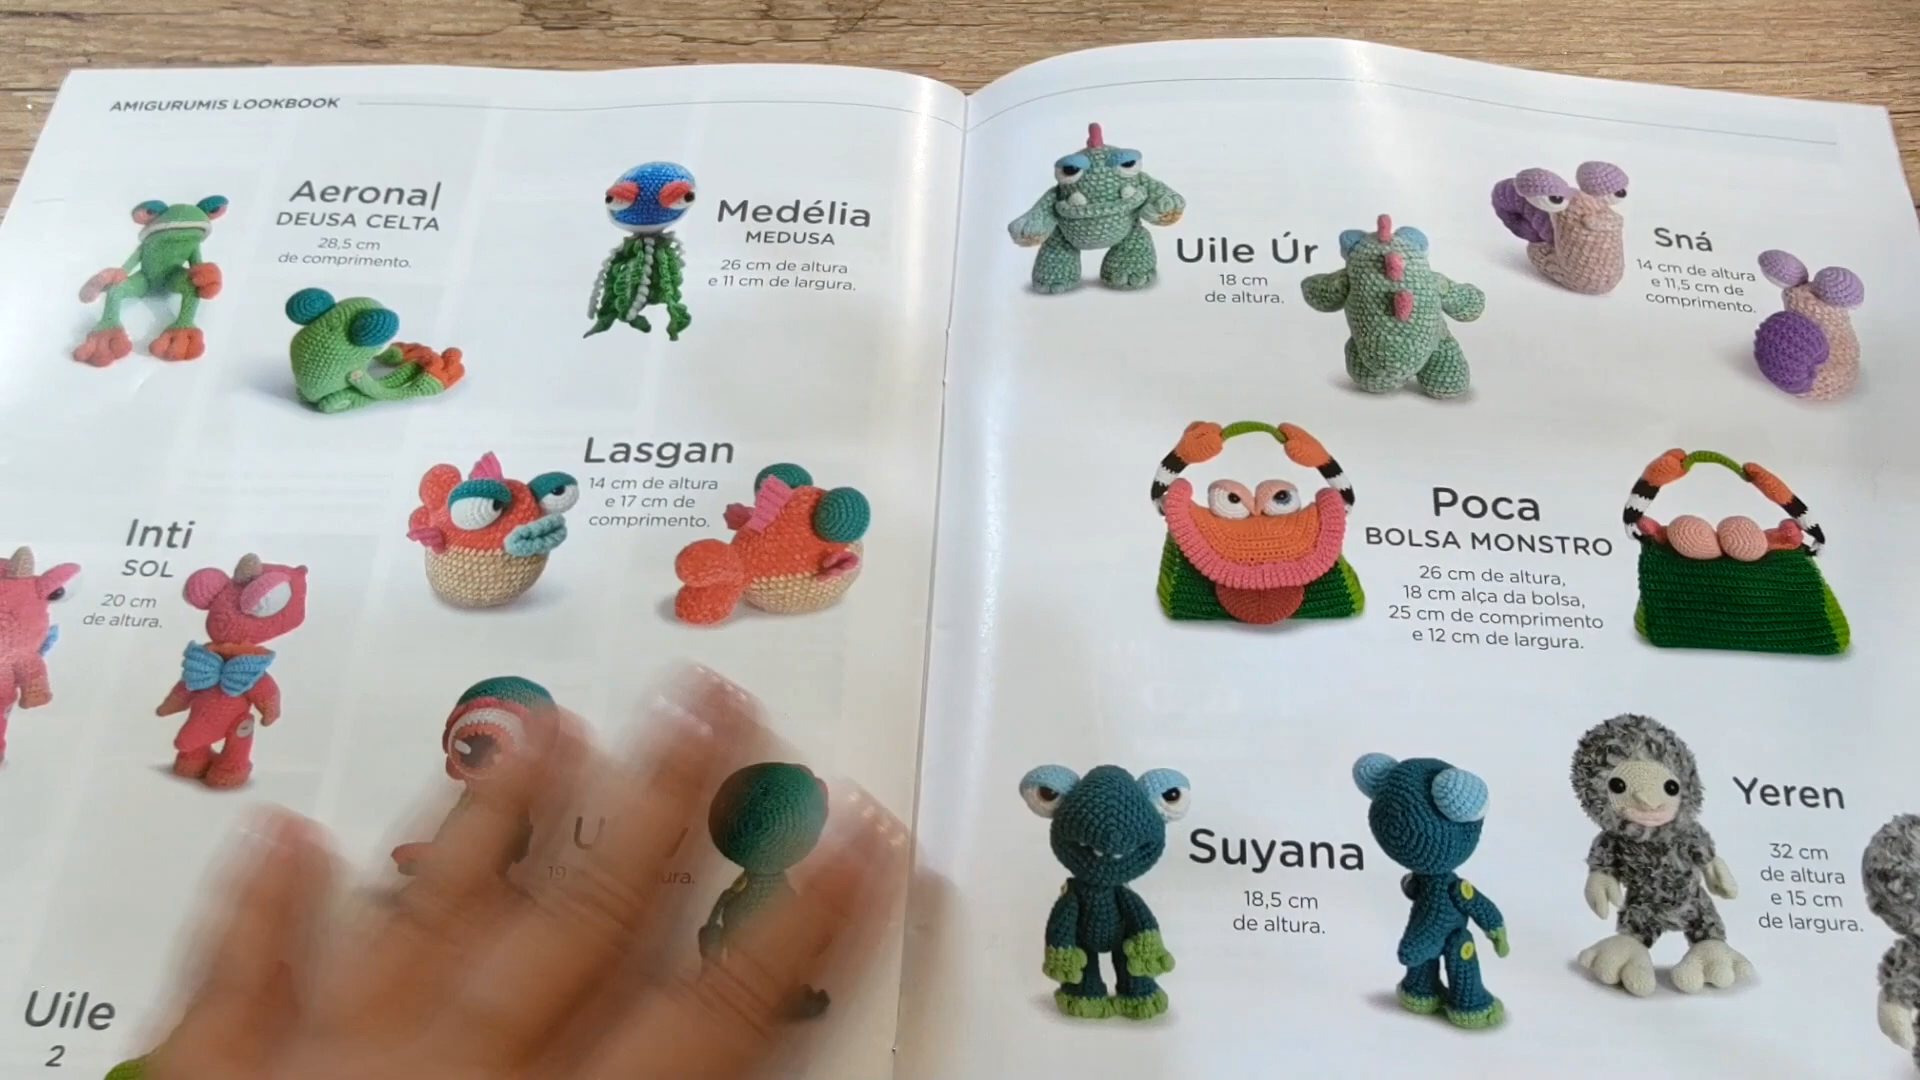 AMIGURUMIS LOOKBOOK
Aeronal
DEUSA CELTA
28,5 cm
de comprimento.
Medélia
MEDUSA
26 cm de altura
e 11 cm de largura.
Lasgan
14 cm de altura
e 17 cm de
comprimento.
Inti
SOL
20 cm
de altura.
Uile
2
Uile Úr
18 cm
de altura.
Sná
14 cm de altura
e 11,5 cm de
comprimento.
Poca
BOLSA MONSTRO
26 cm de altura,
18 cm alça da bolsa,
25 cm de comprimento
e 12 cm de largura.
Suyana
18,5 cm
de altura.
Yeren
32 cm
de altura
e 15 cm
de largura.